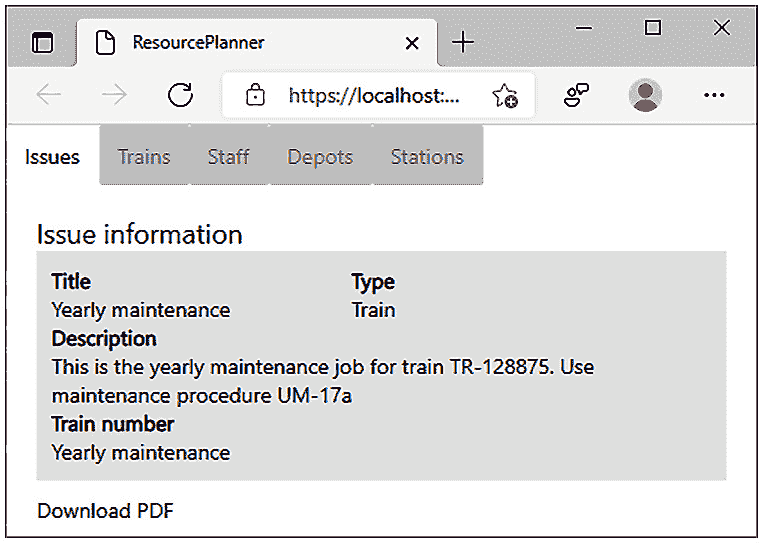 ResourcePlanner
https://localhost:...
Issues Trains Staff Depots Stations
Issue information
Title Type
Yearly maintenance Train
Description
This is the yearly maintenance job for train TR-128875. Use
maintenance procedure UM-17a
Train number
Yearly maintenance
Download PDF